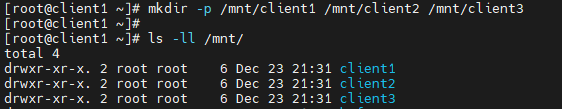 [root@client1 ~]# mkdir -p /mnt/client1 /mnt/client2 /mnt/client3
[root@client1 ~]#
[root@client1 ~]# ls -ll /mnt/
total 4
drwxr-xr-x. 2 root root    6 Dec 23 21:31 client1
drwxr-xr-x. 2 root root    6 Dec 23 21:31 client2
drwxr-xr-x. 2 root root    6 Dec 23 21:31 client3